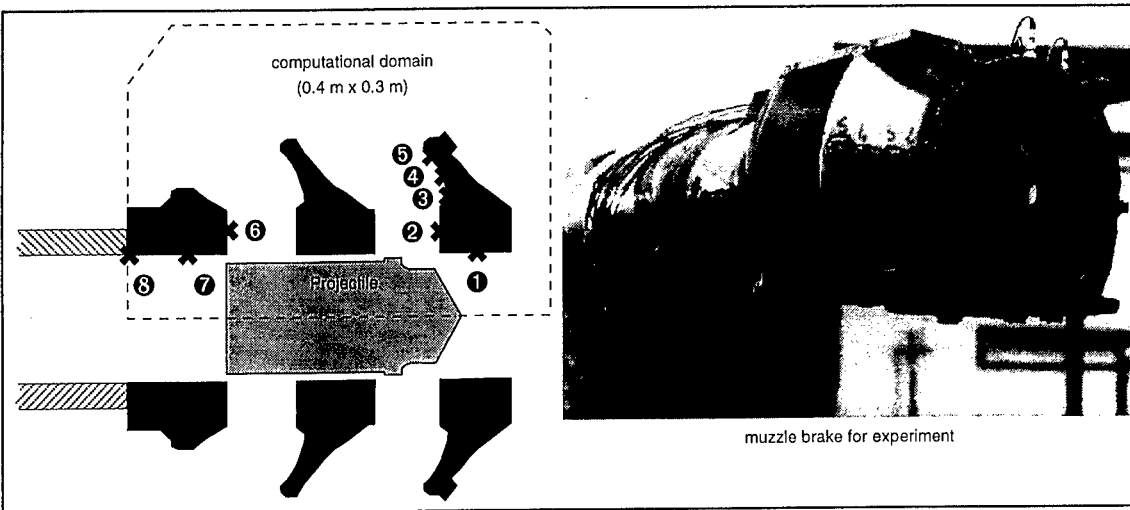 computational domain
(0.4 m x 0.3 m)
5
4
3
2
6
1
8
7
Projectile
muzzle brake for experiment